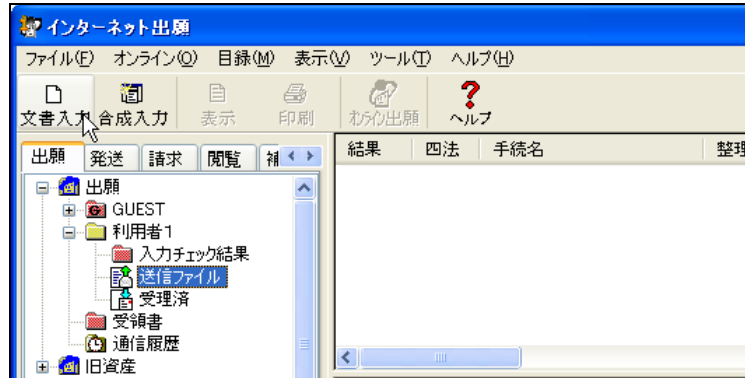 インターネット出願
ファイル(F) オンライン(O) 目録(M) 表示(V) ツール(T) ヘルプ(H)
文書入力 合成入力 表示 印刷 オンライン出願 ヘルプ
出願 発送 請求 閲覧
結果 四法 手続名
出願
GUEST
利用者1
入力チェック結果
送信ファイル
受理済
受領書
通信履歴
旧資産